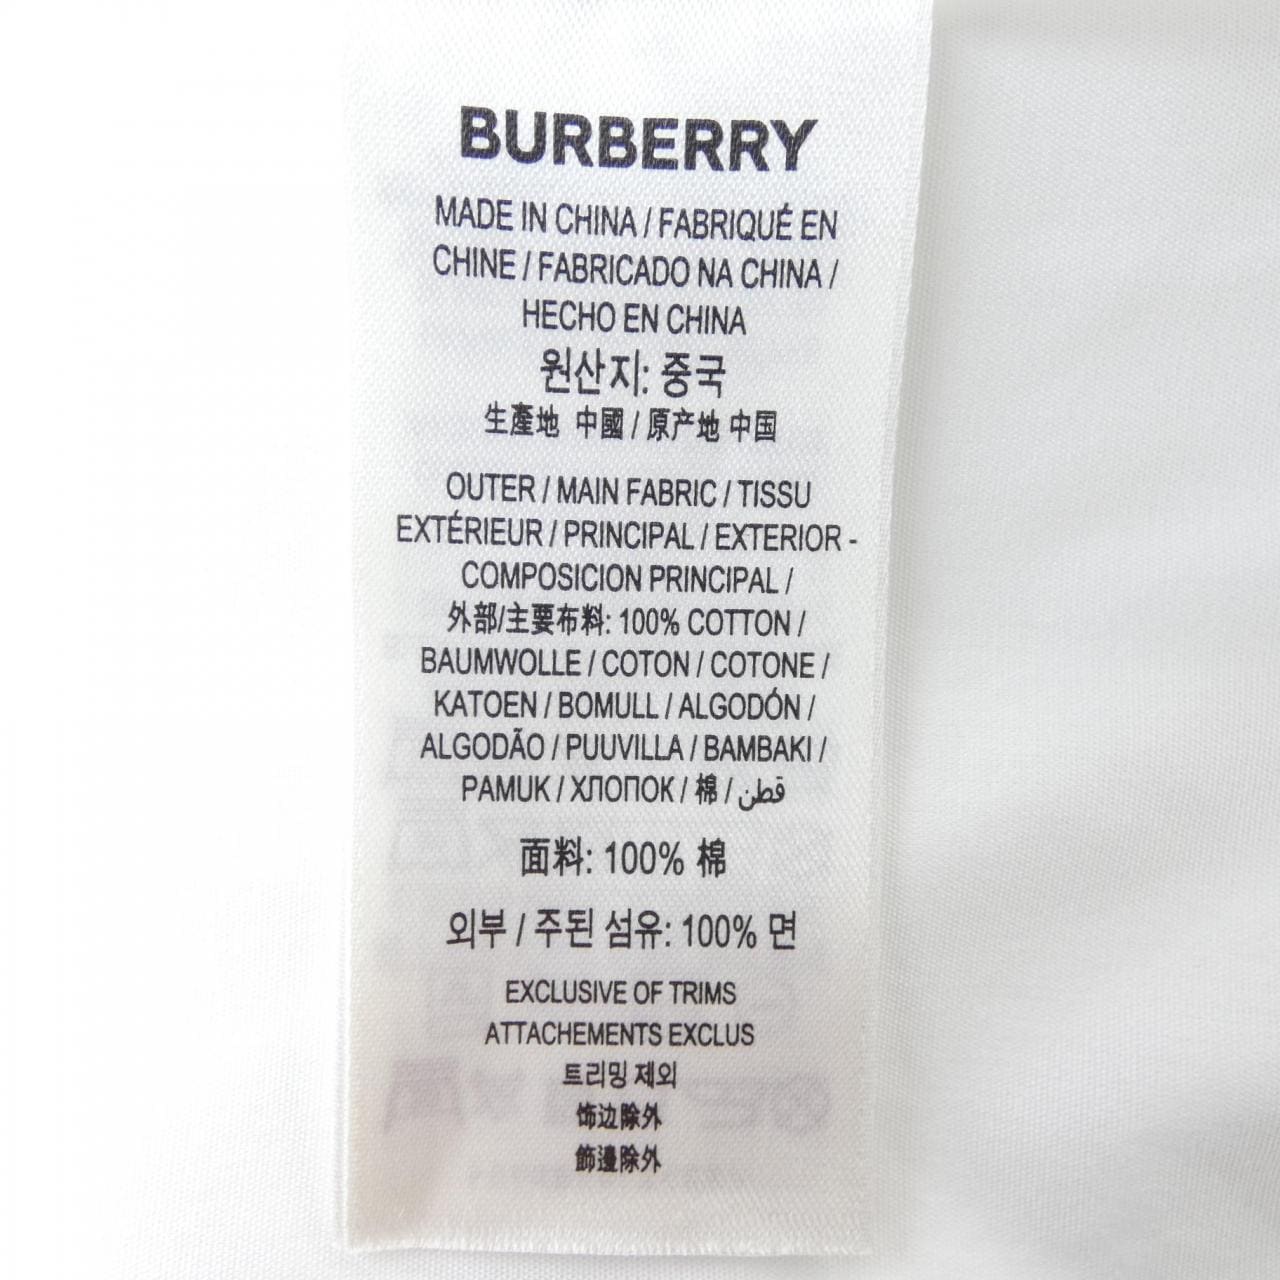 BURBERRY
MADE IN CHINA / FABRIQUÉ EN
CHINE / FABRICADO NA CHINA /
HECHO EN CHINA
원산지: 중국
生產地 中國 / 原产地 中国
OUTER / MAIN FABRIC / TISSU
EXTÉRIEUR / PRINCIPAL / EXTERIOR -
COMPOSICION PRINCIPAL /
外部/主要布料: 100% COTTON /
BAUMWOLLE / COTON / COTONE /
KATOEN / BOMULL / ALGODÓN /
ALGODÃO / PUUVILLA / BAMBAKI /
PAMUK / ХЛОПОК / 棉 / قطن
面料: 100% 棉
외부 / 주된 섬유: 100% 면
EXCLUSIVE OF TRIMS
ATTACHEMENTS EXCLUS
트리밍 제외
饰边除外
飾邊除外